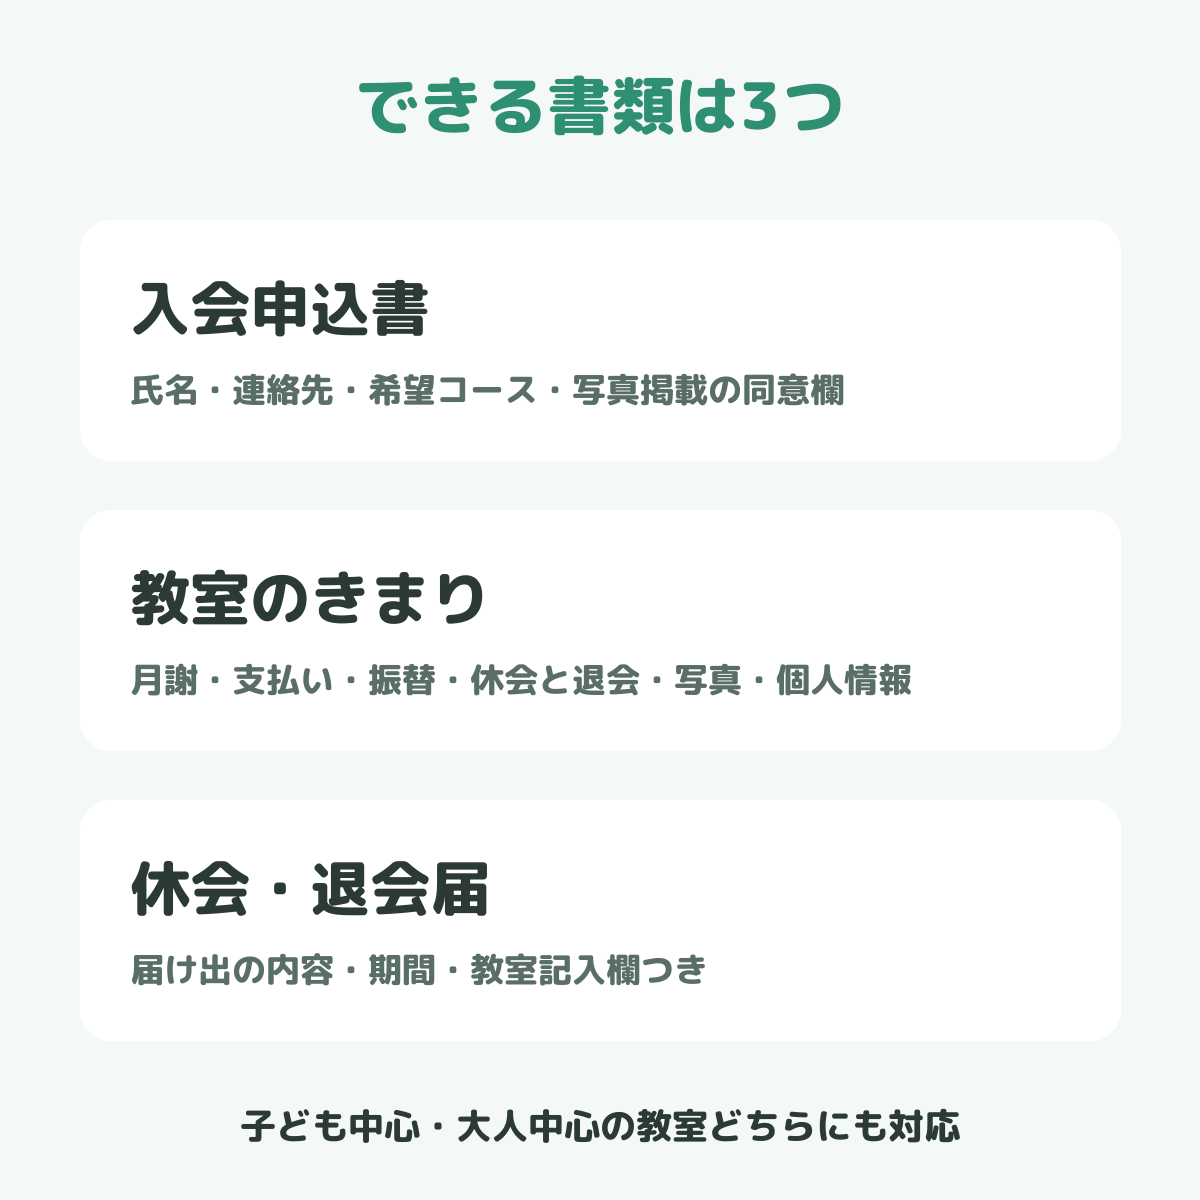 できる書類は3つ
入会申込書
氏名・連絡先・希望コース・写真掲載の同意欄
教室のきまり
月謝・支払い・振替・休会と退会・写真・個人情報
休会・退会届
届け出の内容・期間・教室記入欄つき
子ども中心・大人中心の教室どちらにも対応